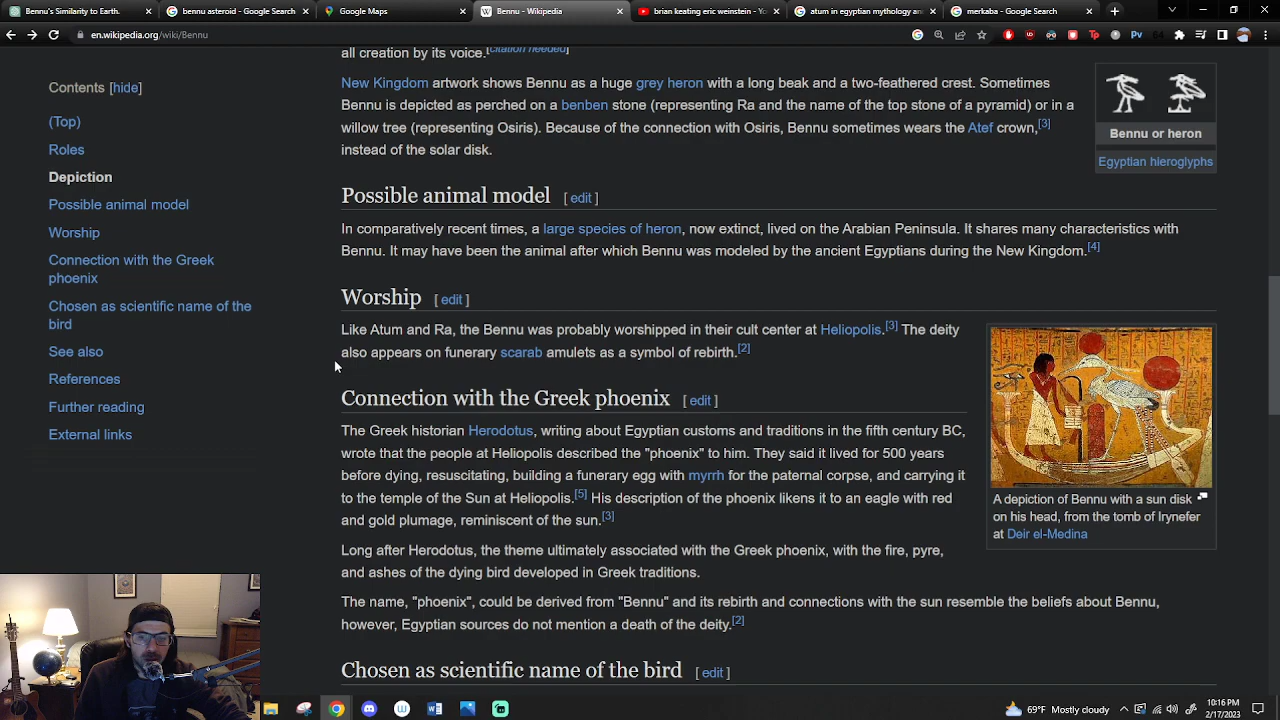 Bennu's Similarity to Earth.
bennu asteroid - Google Search
Google Maps
Bennu - Wikipedia
brian keating eric weinstein - Yo
atum in egyptian mythology an
merkaba - Google Search
en.wikipedia.org/wiki/Bennu
Contents [hide]
(Top)
Roles
Depiction
Possible animal model
Worship
Connection with the Greek
phoenix
Chosen as scientific name of the
bird
See also
References
Further reading
External links
all creation by its voice.[citation needed]
New Kingdom artwork shows Bennu as a huge grey heron with a long beak and a two-feathered crest. Sometimes
Bennu is depicted as perched on a benben stone (representing Ra and the name of the top stone of a pyramid) or in a
willow tree (representing Osiris). Because of the connection with Osiris, Bennu sometimes wears the Atef crown,[3]
instead of the solar disk.
Bennu or heron
Egyptian hieroglyphs
Possible animal model [ edit ]
In comparatively recent times, a large species of heron, now extinct, lived on the Arabian Peninsula. It shares many characteristics with
Bennu. It may have been the animal after which Bennu was modeled by the ancient Egyptians during the New Kingdom.[4]
Worship [ edit ]
Like Atum and Ra, the Bennu was probably worshipped in their cult center at Heliopolis.[3] The deity
also appears on funerary scarab amulets as a symbol of rebirth.[2]
Connection with the Greek phoenix [ edit ]
The Greek historian Herodotus, writing about Egyptian customs and traditions in the fifth century BC,
wrote that the people at Heliopolis described the "phoenix" to him. They said it lived for 500 years
before dying, resuscitating, building a funerary egg with myrrh for the paternal corpse, and carrying it
to the temple of the Sun at Heliopolis.[5] His description of the phoenix likens it to an eagle with red
and gold plumage, reminiscent of the sun.[3]
Long after Herodotus, the theme ultimately associated with the Greek phoenix, with the fire, pyre,
and ashes of the dying bird developed in Greek traditions.
The name, "phoenix", could be derived from "Bennu" and its rebirth and connections with the sun resemble the beliefs about Bennu,
however, Egyptian sources do not mention a death of the deity.[2]
A depiction of Bennu with a sun disk
on his head, from the tomb of Irynefer
at Deir el-Medina
Chosen as scientific name of the bird [ edit ]
69°F Mostly cloudy
10:16 PM
2/17/2023